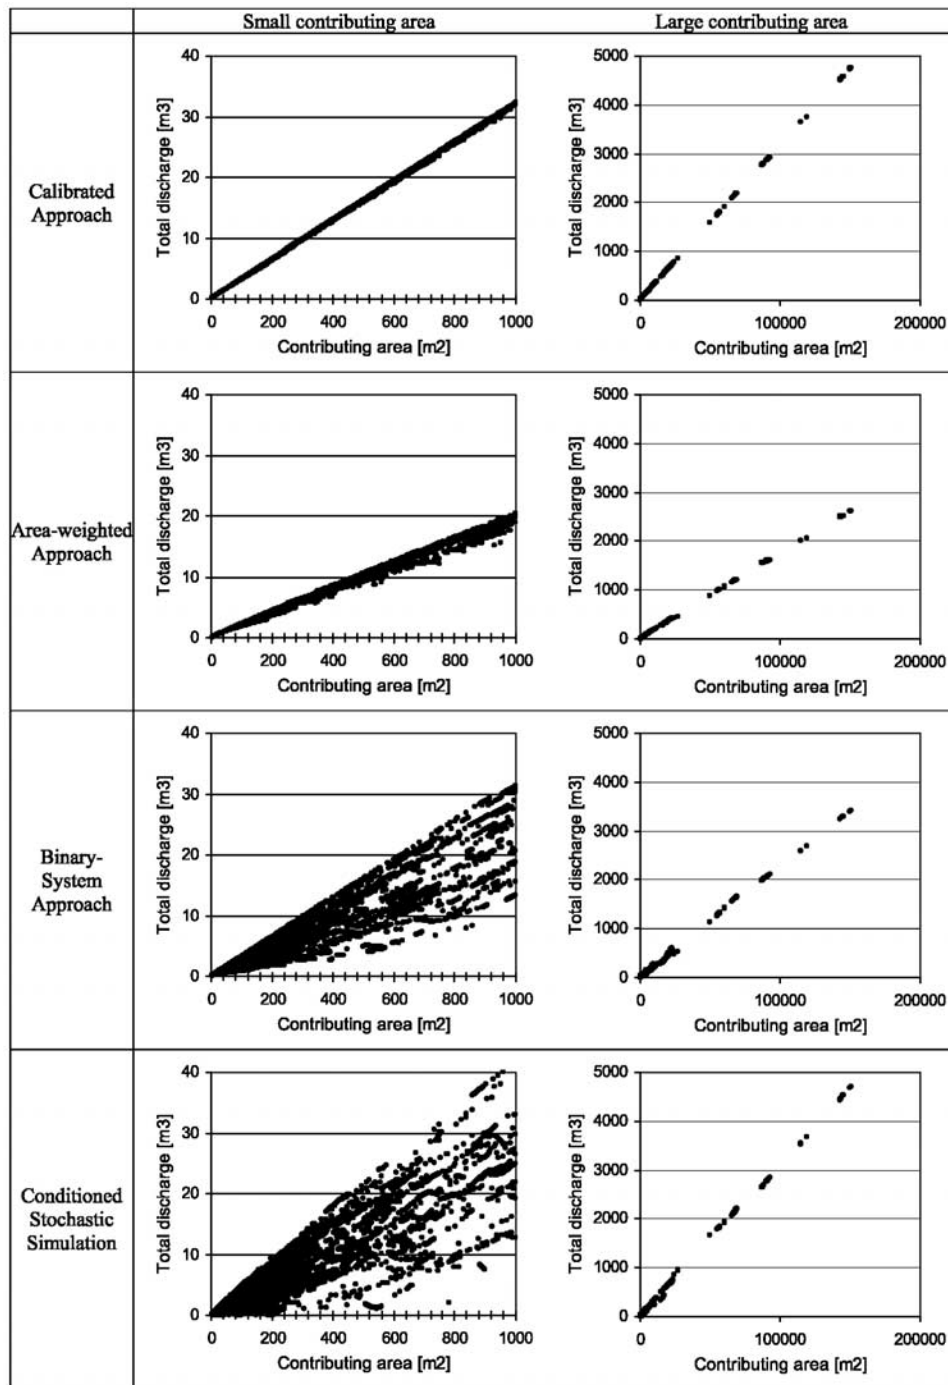 Small contributing area
Large contributing area
Calibrated
Approach
Total discharge [m3]
40
30
20
10
0
0 200 400 600 800 1000
Contributing area [m2]
Total discharge [m3]
5000
4000
3000
2000
1000
0
0 100000 200000
Contributing area [m2]
Area-weighted
Approach
Total discharge [m3]
40
30
20
10
0
0 200 400 600 800 1000
Contributing area [m2]
Total discharge [m3]
5000
4000
3000
2000
1000
0
0 100000 200000
Contributing area [m2]
Binary-
System
Approach
Total discharge [m3]
40
30
20
10
0
0 200 400 600 800 1000
Contributing area [m2]
Total discharge [m3]
5000
4000
3000
2000
1000
0
0 100000 200000
Contributing area [m2]
Conditioned
Stochastic
Simulation
Total discharge [m3]
40
30
20
10
0
0 200 400 600 800 1000
Contributing area [m2]
Total discharge [m3]
5000
4000
3000
2000
1000
0
0 100000 200000
Contributing area [m2]